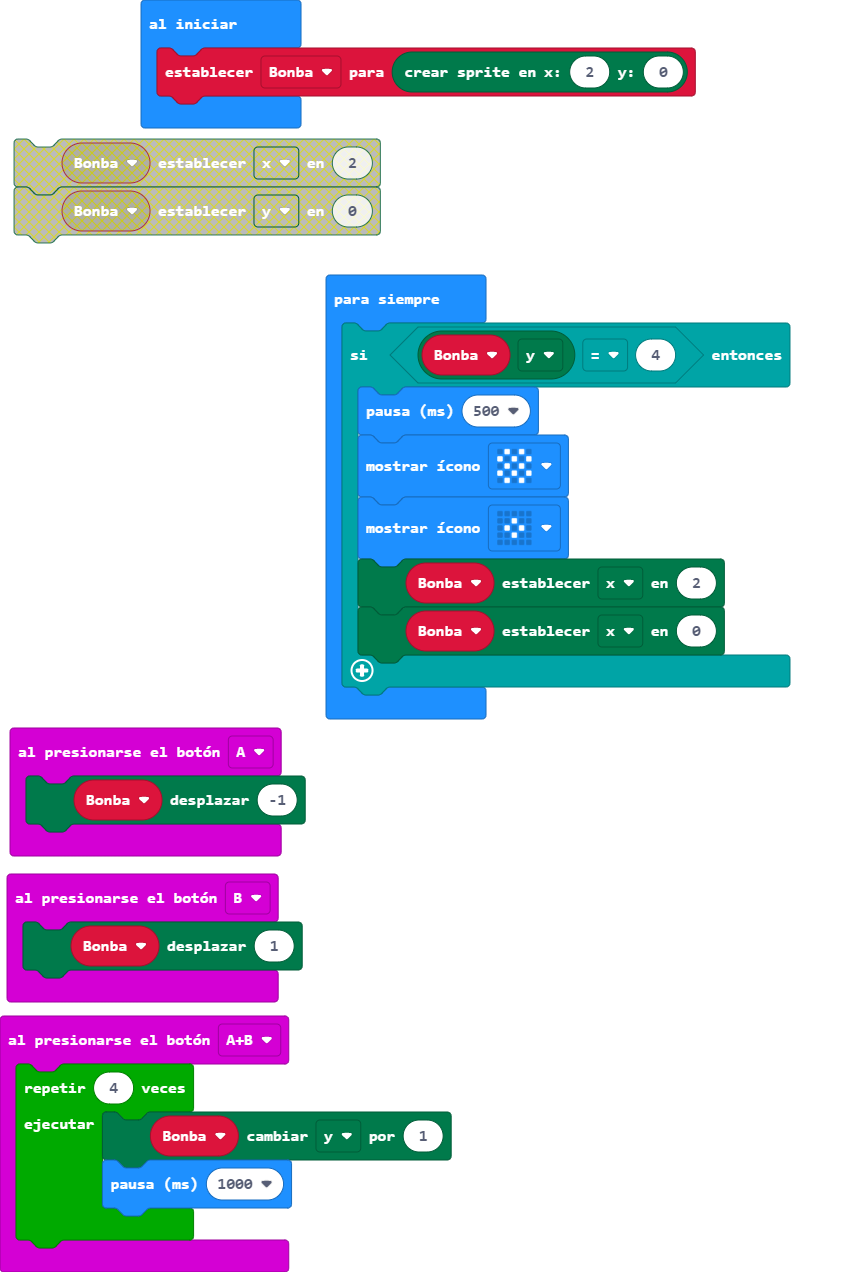 al iniciar
establecer Bonba para crear sprite en x: 2 y: 0
Bonba establecer x en 2
Bonba establecer y en 0
para siempre
si Bonba y = 4 entonces
pausa (ms) 500
mostrar ícono
mostrar ícono
Bonba establecer x en 2
Bonba establecer x en 0
al presionarse el botón A
Bonba desplazar -1
al presionarse el botón B
Bonba desplazar 1
al presionarse el botón A+B
repetir 4 veces
ejecutar
Bonba cambiar y por 1
pausa (ms) 1000